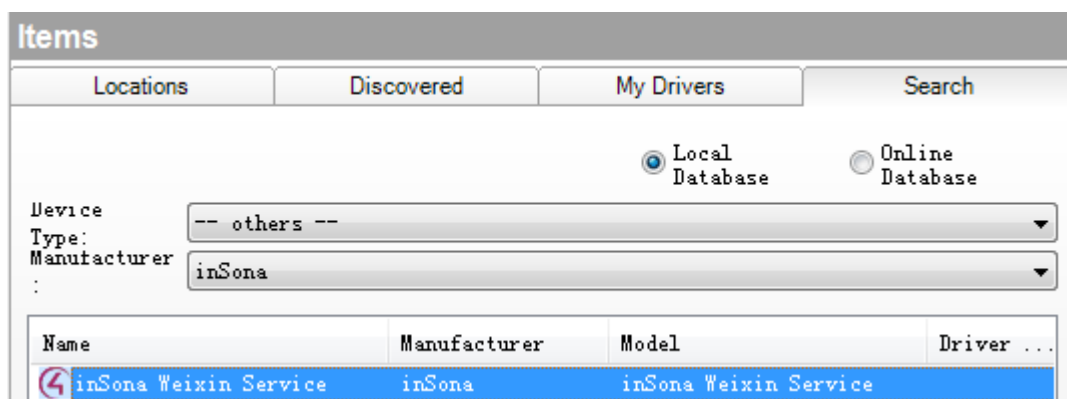 Items
Locations Discovered My Drivers Search
Local Database Online Database
Device Type: -- others --
Manufacturer : inSona
Name Manufacturer Model Driver ...
inSona Weixin Service inSona inSona Weixin Service